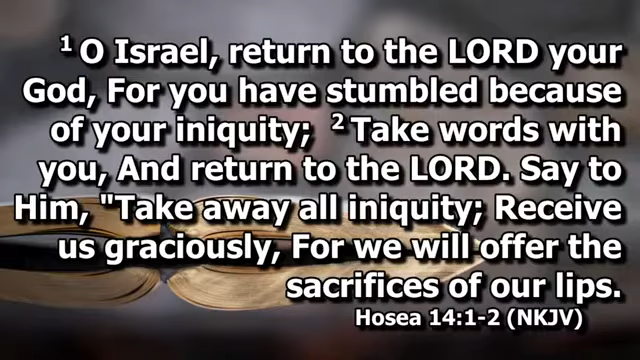 1 O Israel, return to the LORD your
God, For you have stumbled because
of your iniquity; 2 Take words with
you, And return to the LORD. Say to
Him, "Take away all iniquity; Receive
us graciously, For we will offer the
sacrifices of our lips.
Hosea 14:1-2 (NKJV)